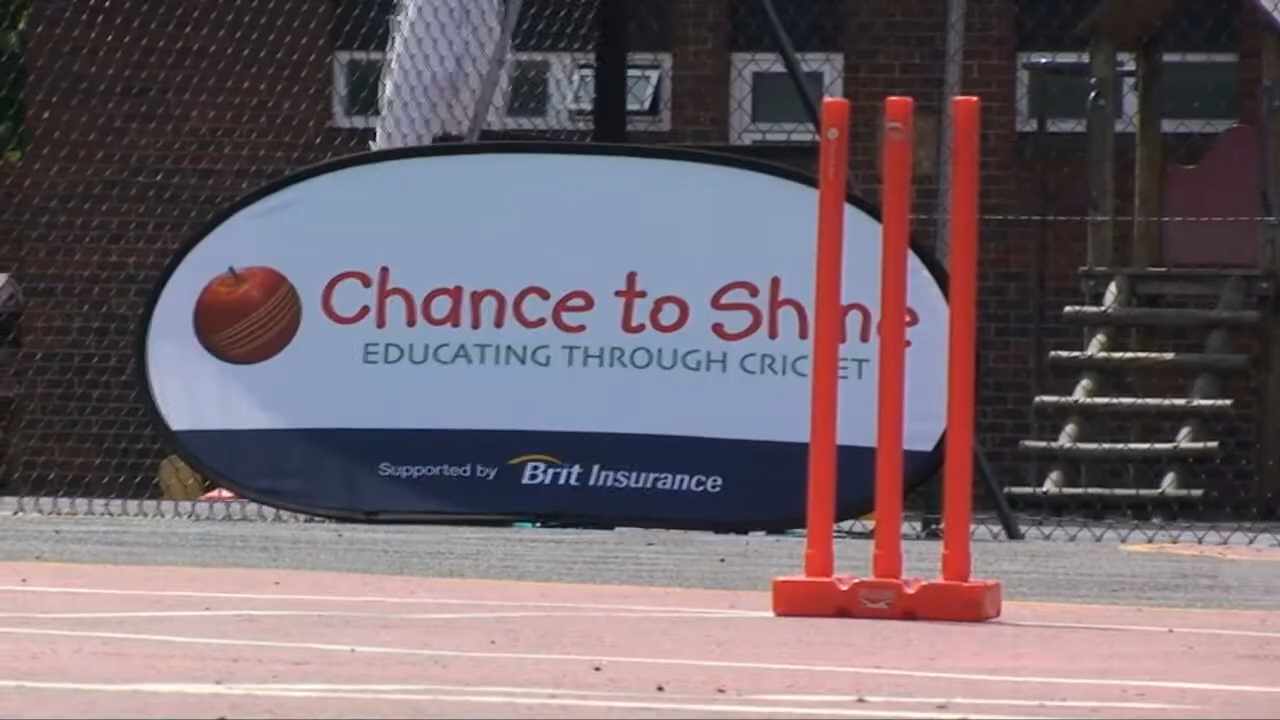 Chance to Shine
EDUCATING THROUGH CRICKET
Supported by Brit Insurance